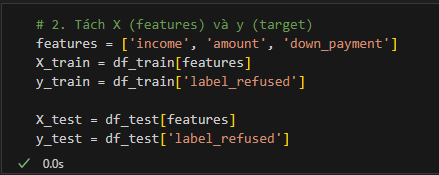 # 2. Tách X (features) và y (target)
features = ['income', 'amount', 'down_payment']
X_train = df_train[features]
y_train = df_train['label_refused']

X_test = df_test[features]
y_test = df_test['label_refused']
0.0s